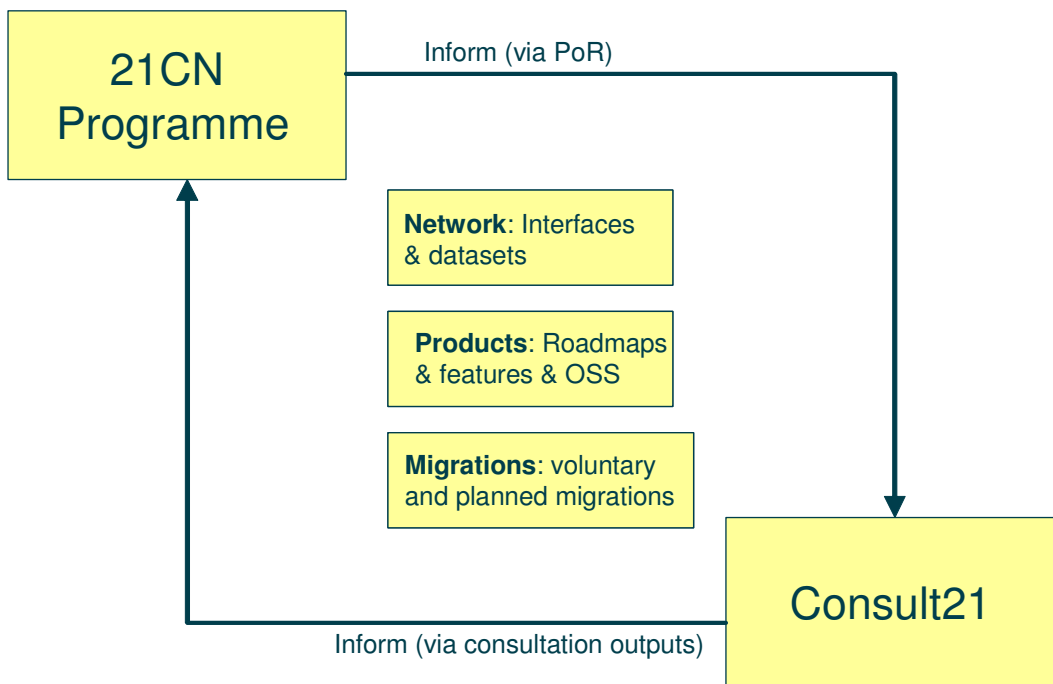 21CN
Programme
Inform (via PoR)
Network: Interfaces
& datasets
Products: Roadmaps
& features & OSS
Migrations: voluntary
and planned migrations
Consult21
Inform (via consultation outputs)